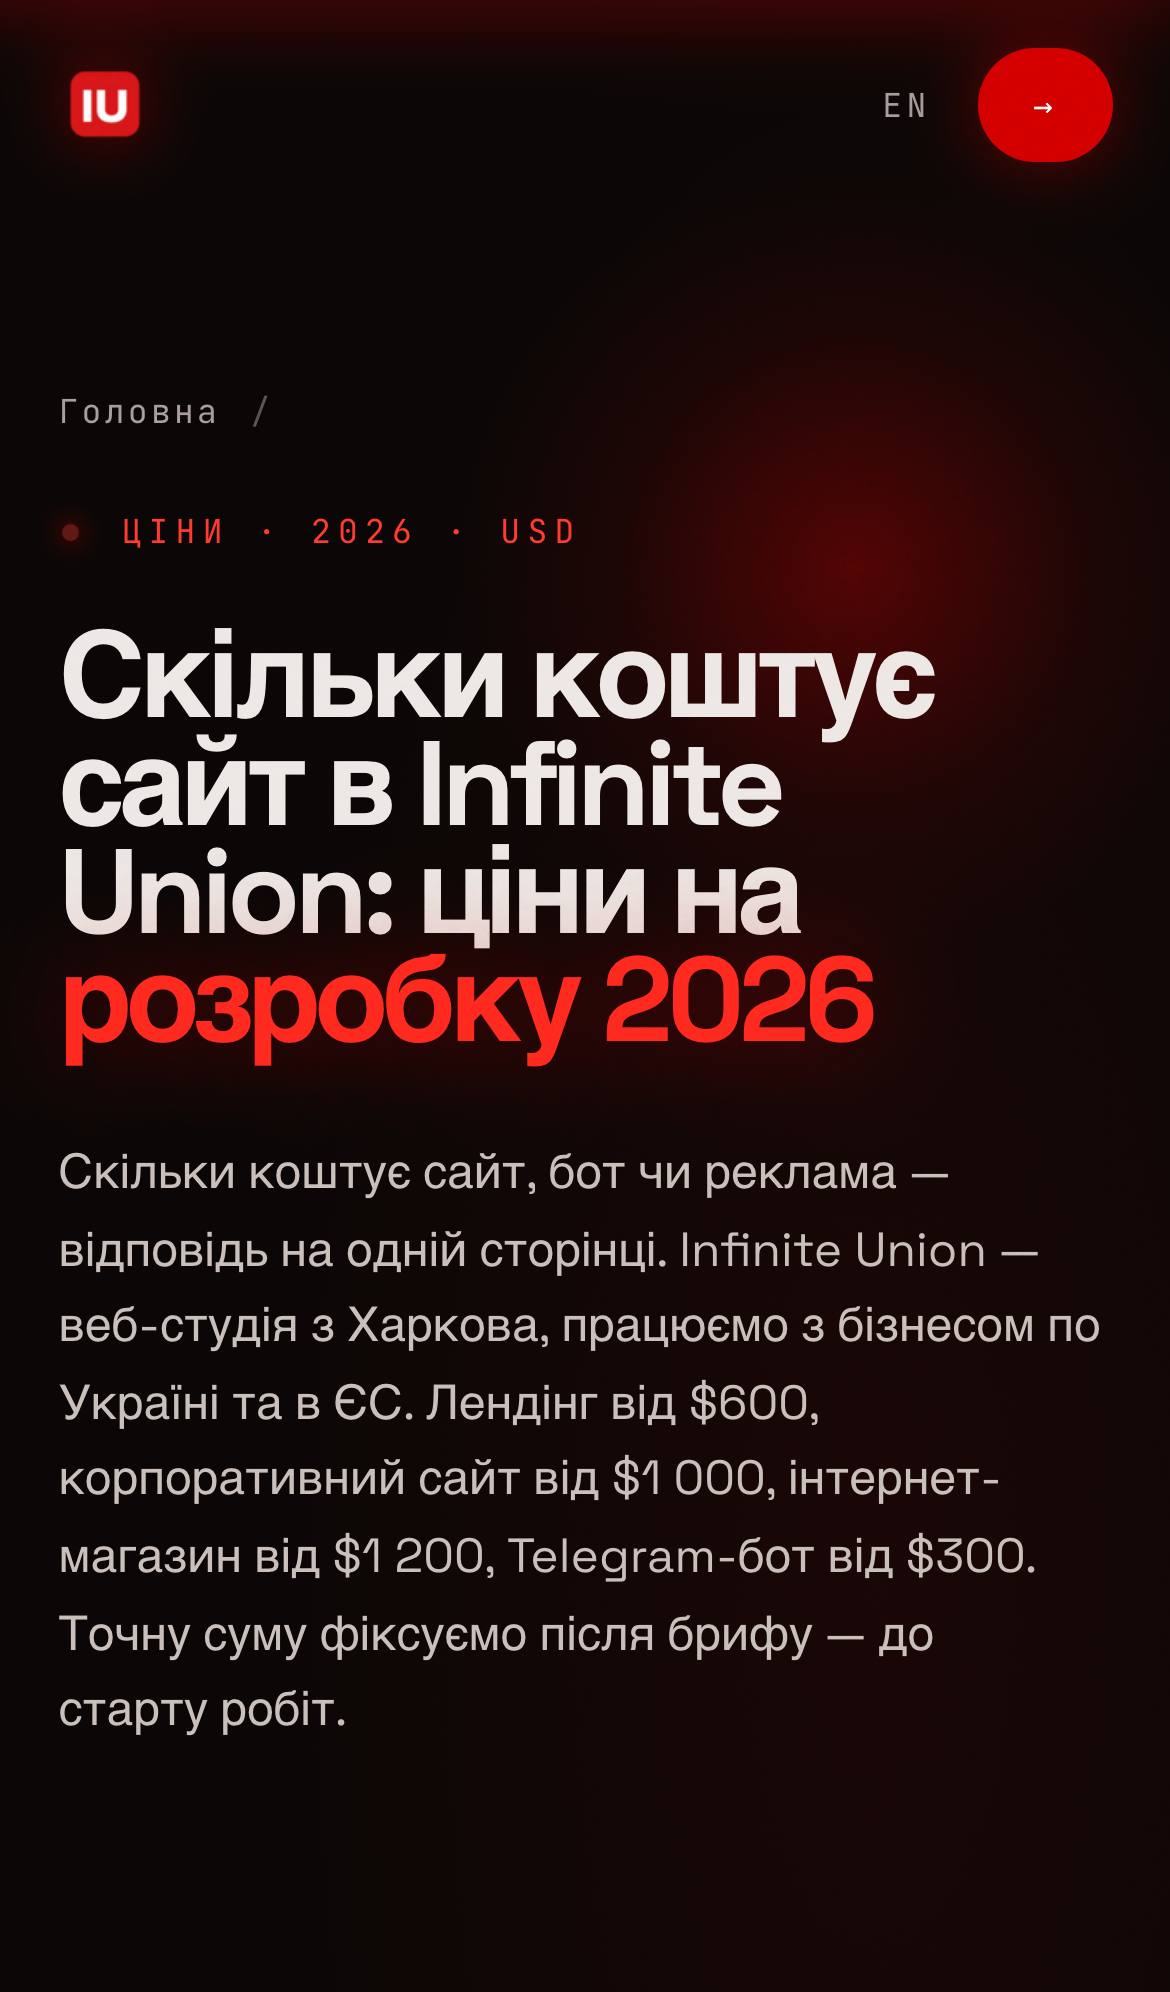 IU
EN →
Головна /
ЦІНИ · 2026 · USD
Скільки коштує
сайт в Infinite
Union: ціни на
розробку 2026
Скільки коштує сайт, бот чи реклама —
відповідь на одній сторінці. Infinite Union —
веб-студія з Харкова, працюємо з бізнесом по
Україні та в ЄС. Лендінг від $600,
корпоративний сайт від $1 000, інтернет-
магазин від $1 200, Telegram-бот від $300.
Точну суму фіксуємо після брифу — до
старту робіт.